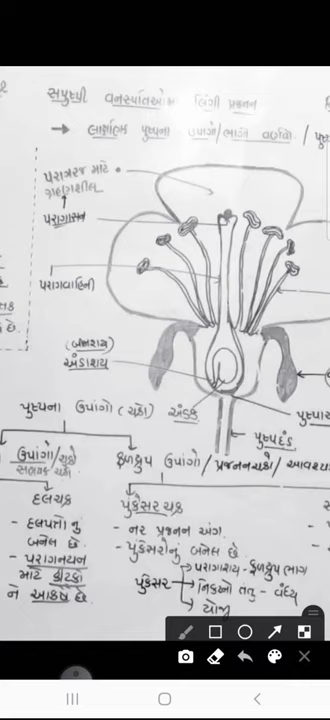 સપુષ્પી વનસ્પતિઓમાં લિંગી પ્રજનન
→ લાક્ષણિક પુષ્પના ઉપાંગો/ભાગો વર્ણવો. / પુષ્
પરાગરજ માટે
ગ્રહણશીલ
પરાગાસન
પરાગવાહિની
(બીજાશય)
અંડાશય
પુષ્પના ઉપાંગો (ચક્રો)
અંડક
પુષ્પાસ
પુષ્પદંડ
ઉપાંગો/ચક્રો
સહાયક ચક્રો
ફળદ્રુપ ઉપાંગો/પ્રજનનચક્રો/આવશ્ય
દલચક્ર
- દલપત્રોનું
બનેલ છે
- પરાગનયન
માટે કીટકો
ને આકર્ષે છે.
પુંકેસર ચક્ર
- નર પ્રજનન અંગ.
- પુંકેસરોનું બનેલ છે.
પુંકેસર
→ પરાગાશય - ફળદ્રુપ ભાગ
→ તંતુ - વંધ્ય
→ યોજી